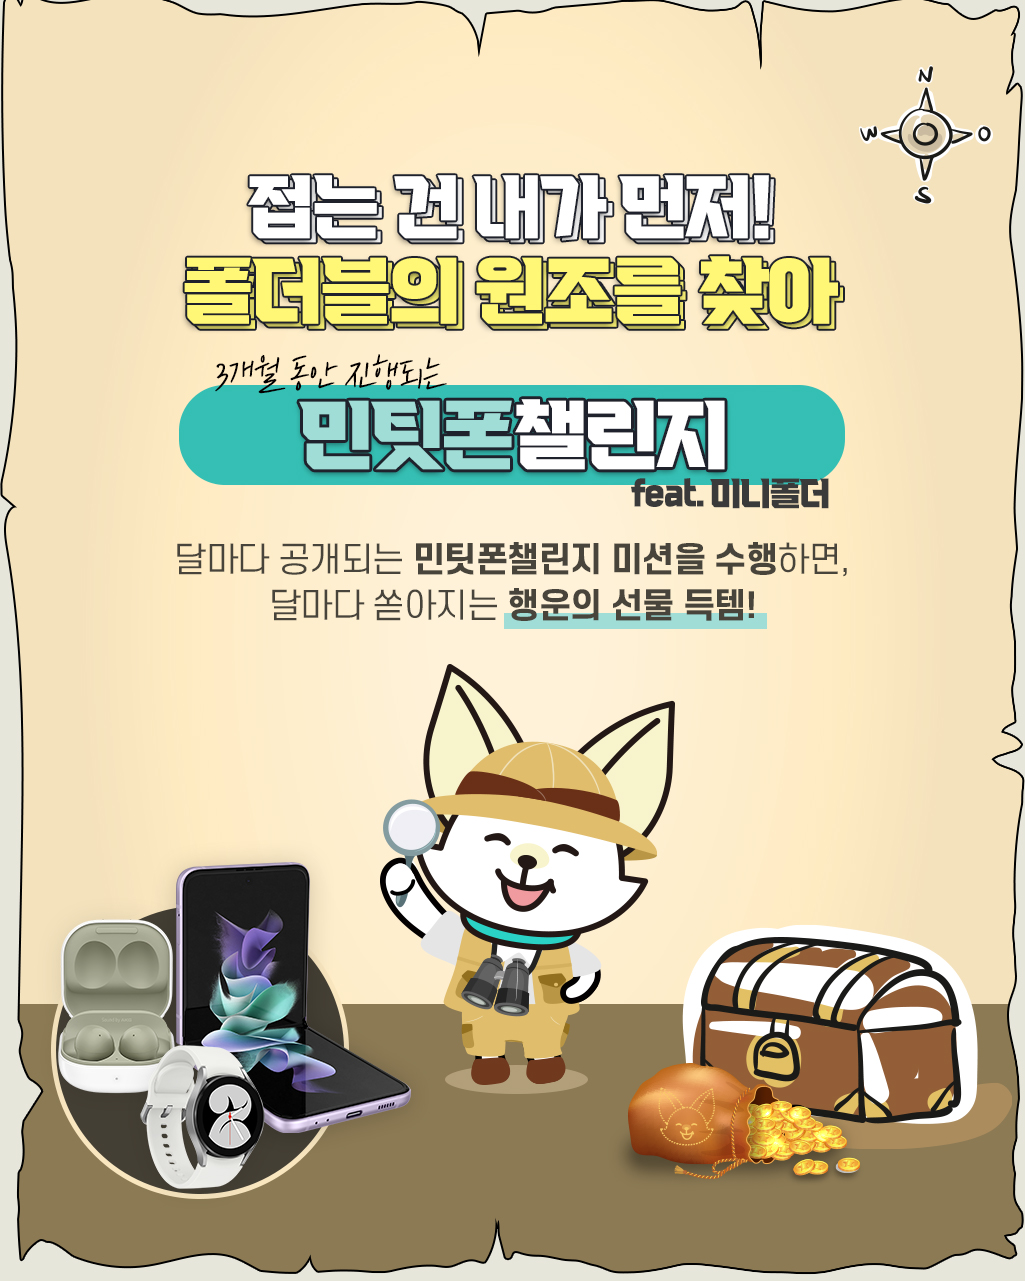 N
W O
S
접는 건 내가 먼저!
폴더블의 원조를 찾아
3개월 동안 진행되는
민팃폰챌린지
feat. 미니폴더
달마다 공개되는 민팃폰챌린지 미션을 수행하면,
달마다 쏟아지는 행운의 선물 득템!